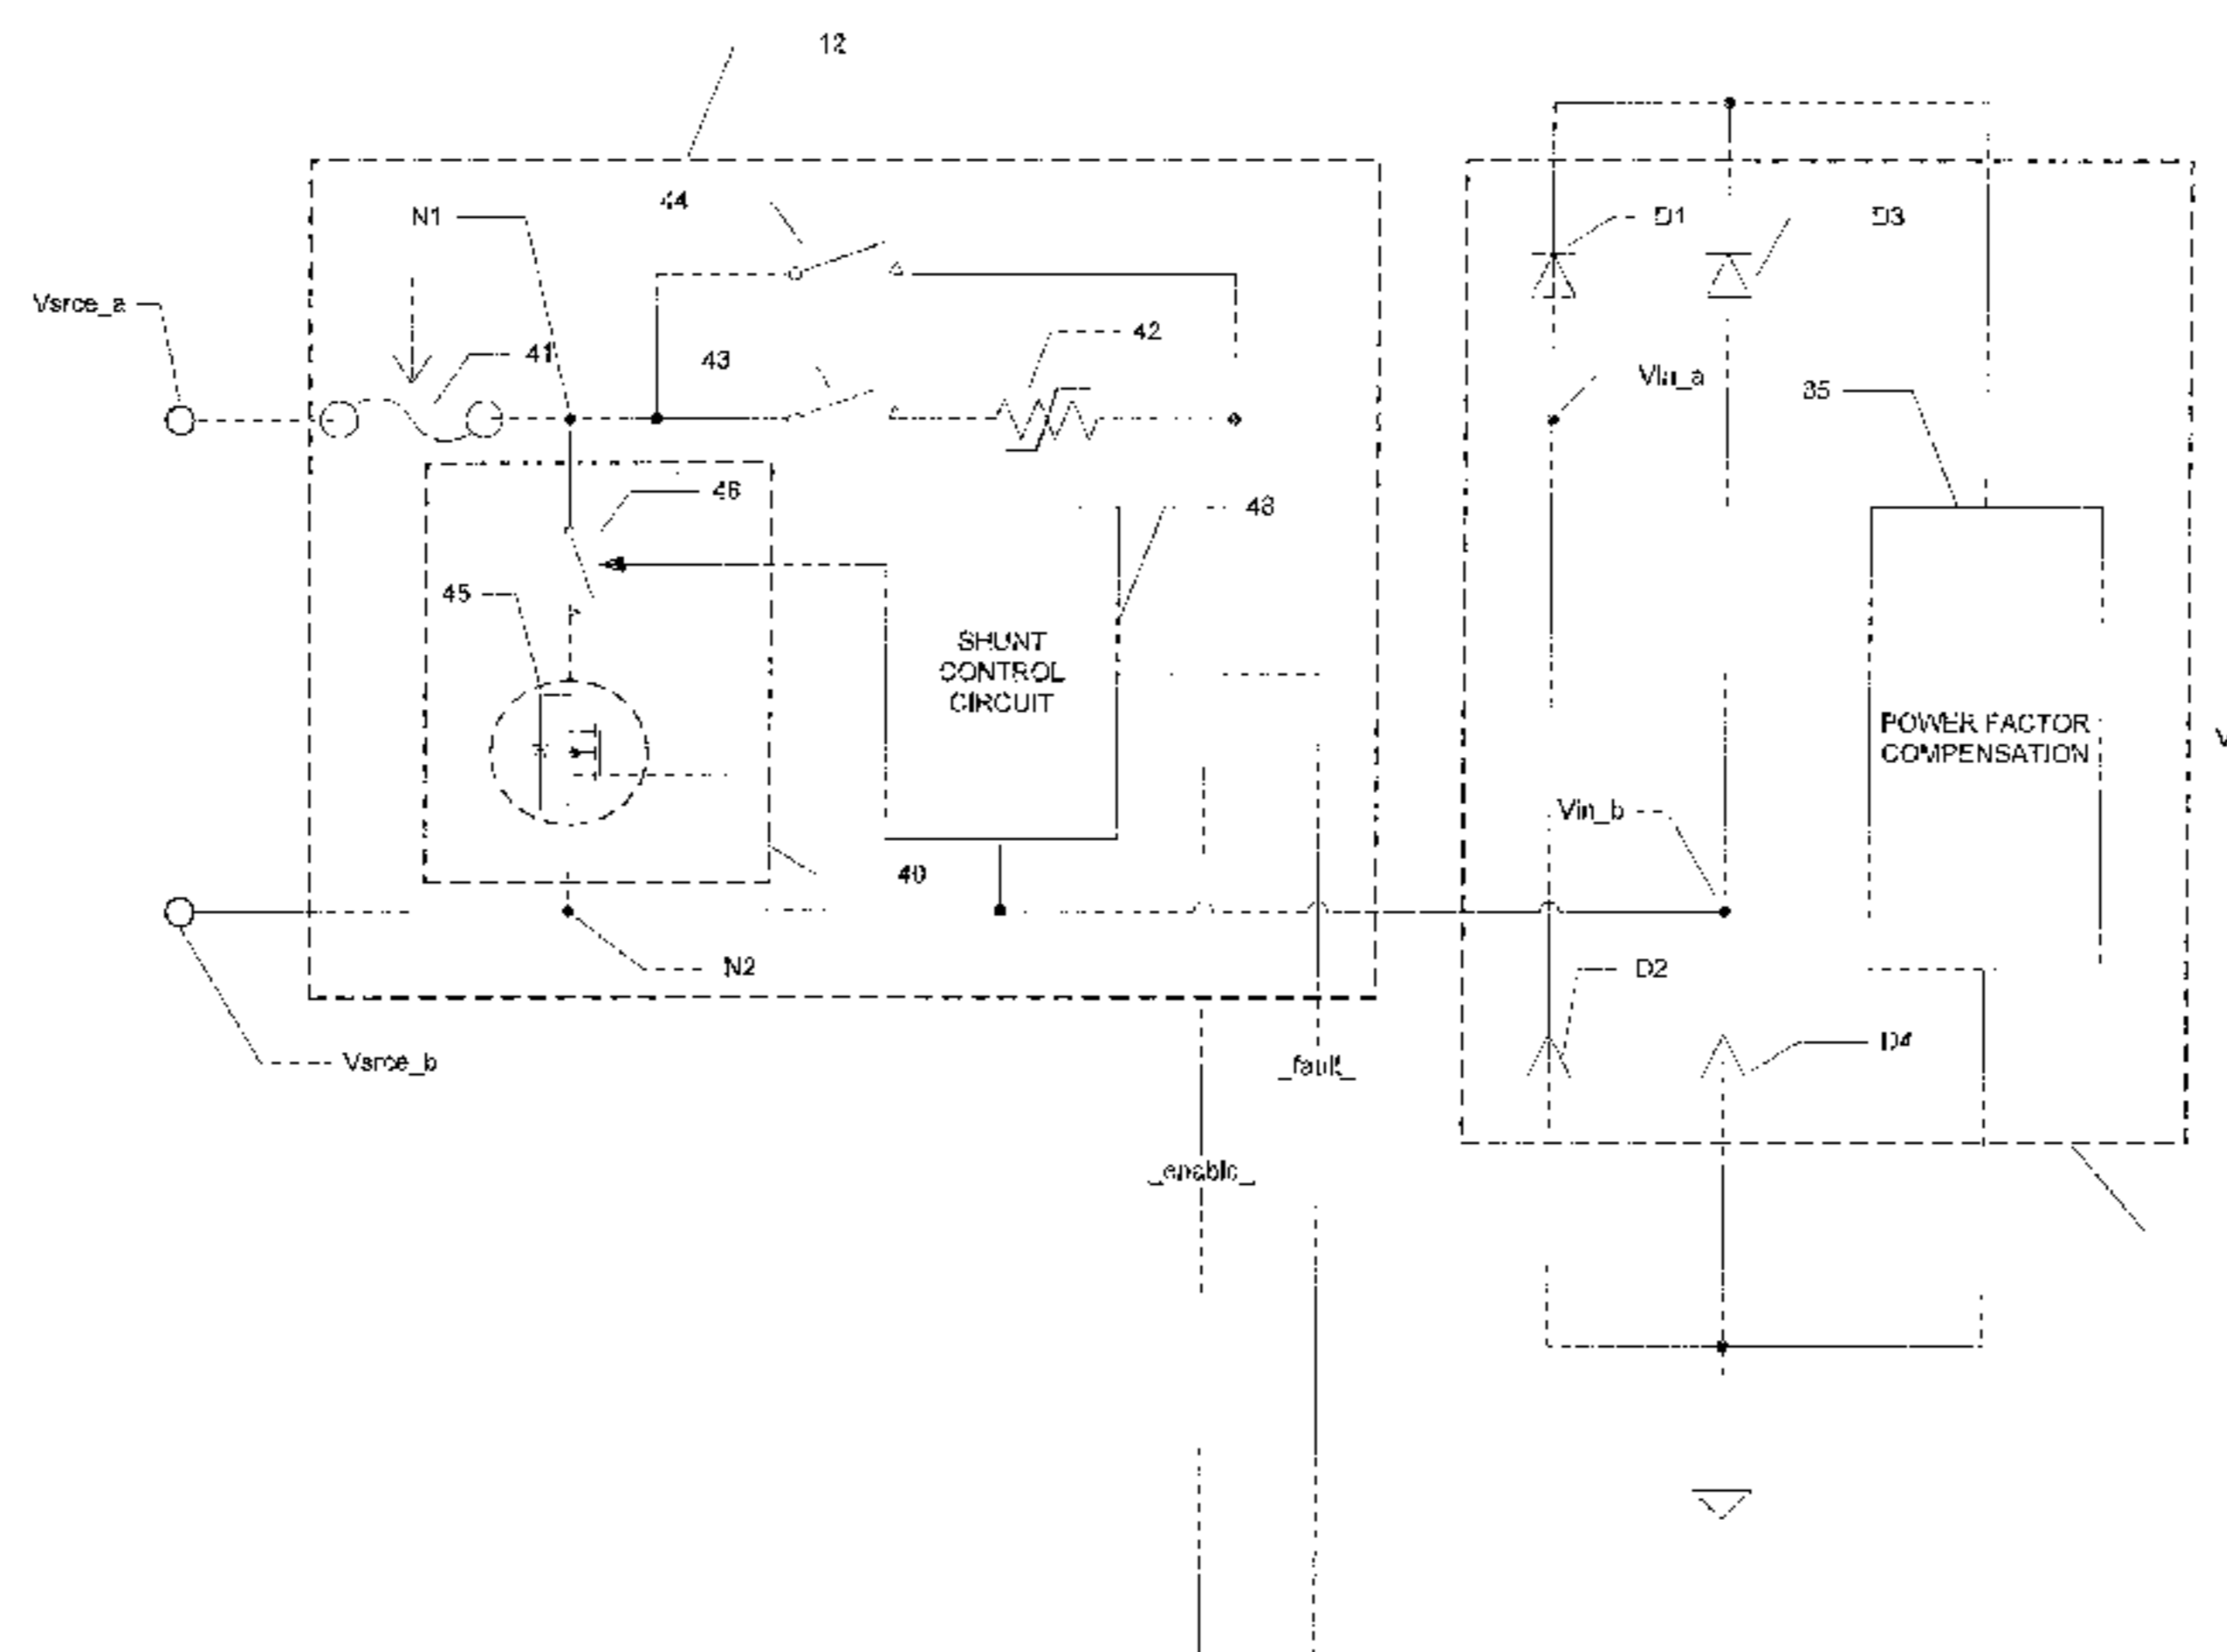 12
44
N1
D1
D3
Vsrce_a
42
41
43
Vin_a
35
46
48
45
SHUNT
CONTROL
CIRCUIT
POWER FACTOR
COMPENSATION
V
Vin_b
40
N2
D2
Vsrce_b
_fault_
D4
_enable_